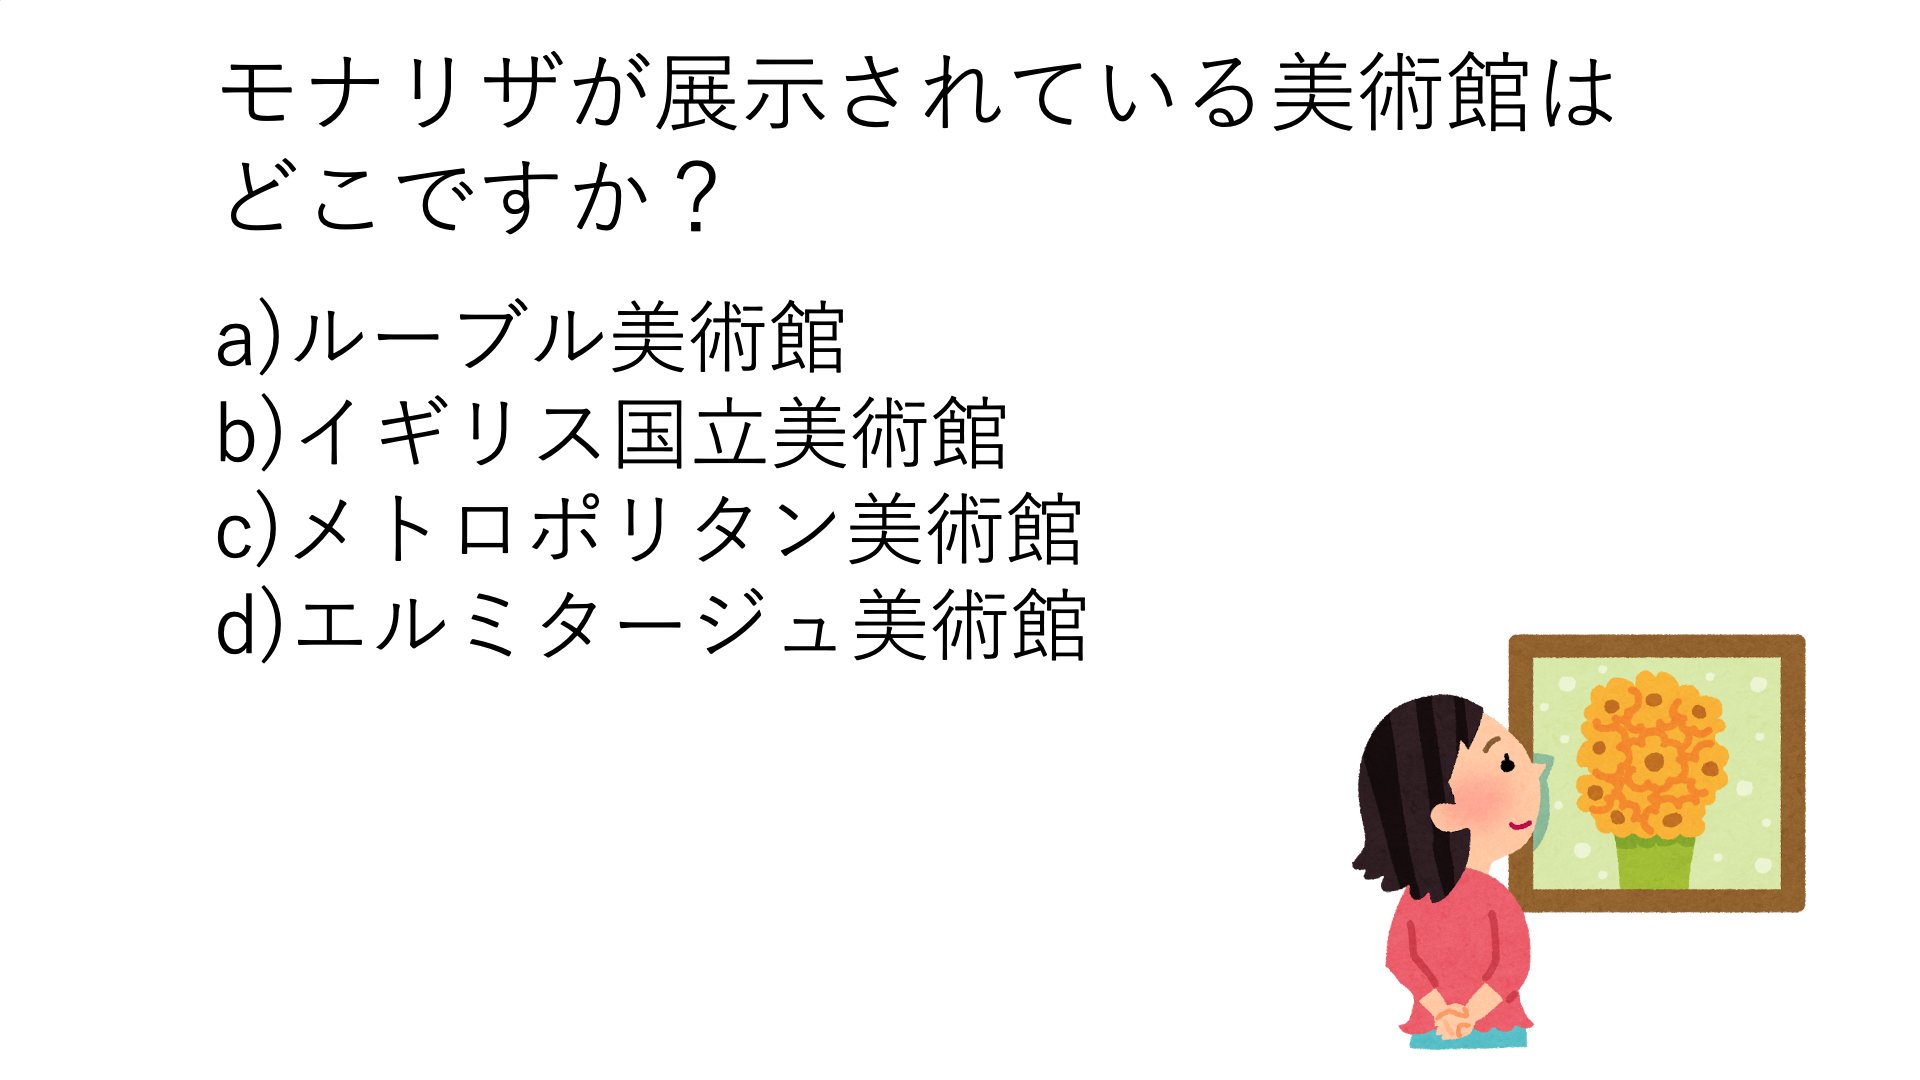 モナリザが展示されている美術館は
どこですか？
a)ルーブル美術館
b)イギリス国立美術館
c)メトロポリタン美術館
d)エルミタージュ美術館